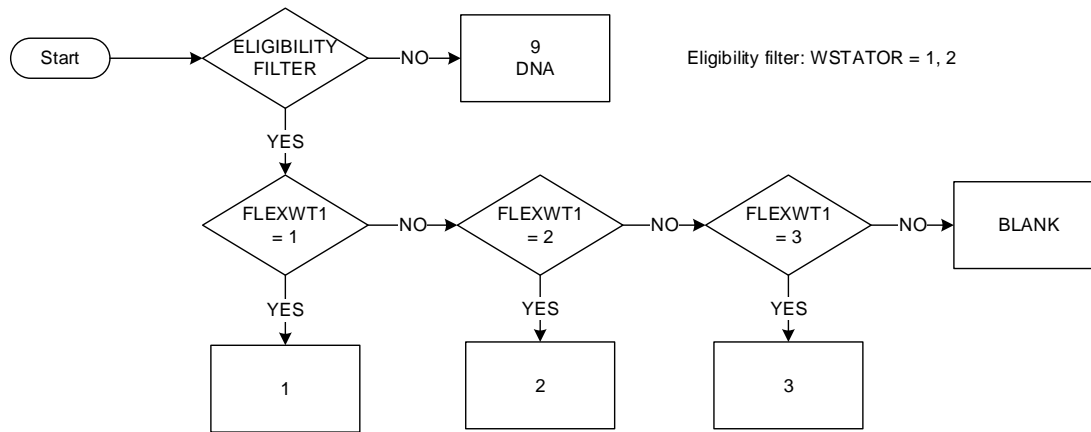 Start
ELIGIBILITY
FILTER
NO
9
DNA
Eligibility filter: WSTATOR = 1, 2
YES
FLEXWT1
= 1
NO
FLEXWT1
= 2
NO
FLEXWT1
= 3
NO
BLANK
YES
YES
YES
1
2
3